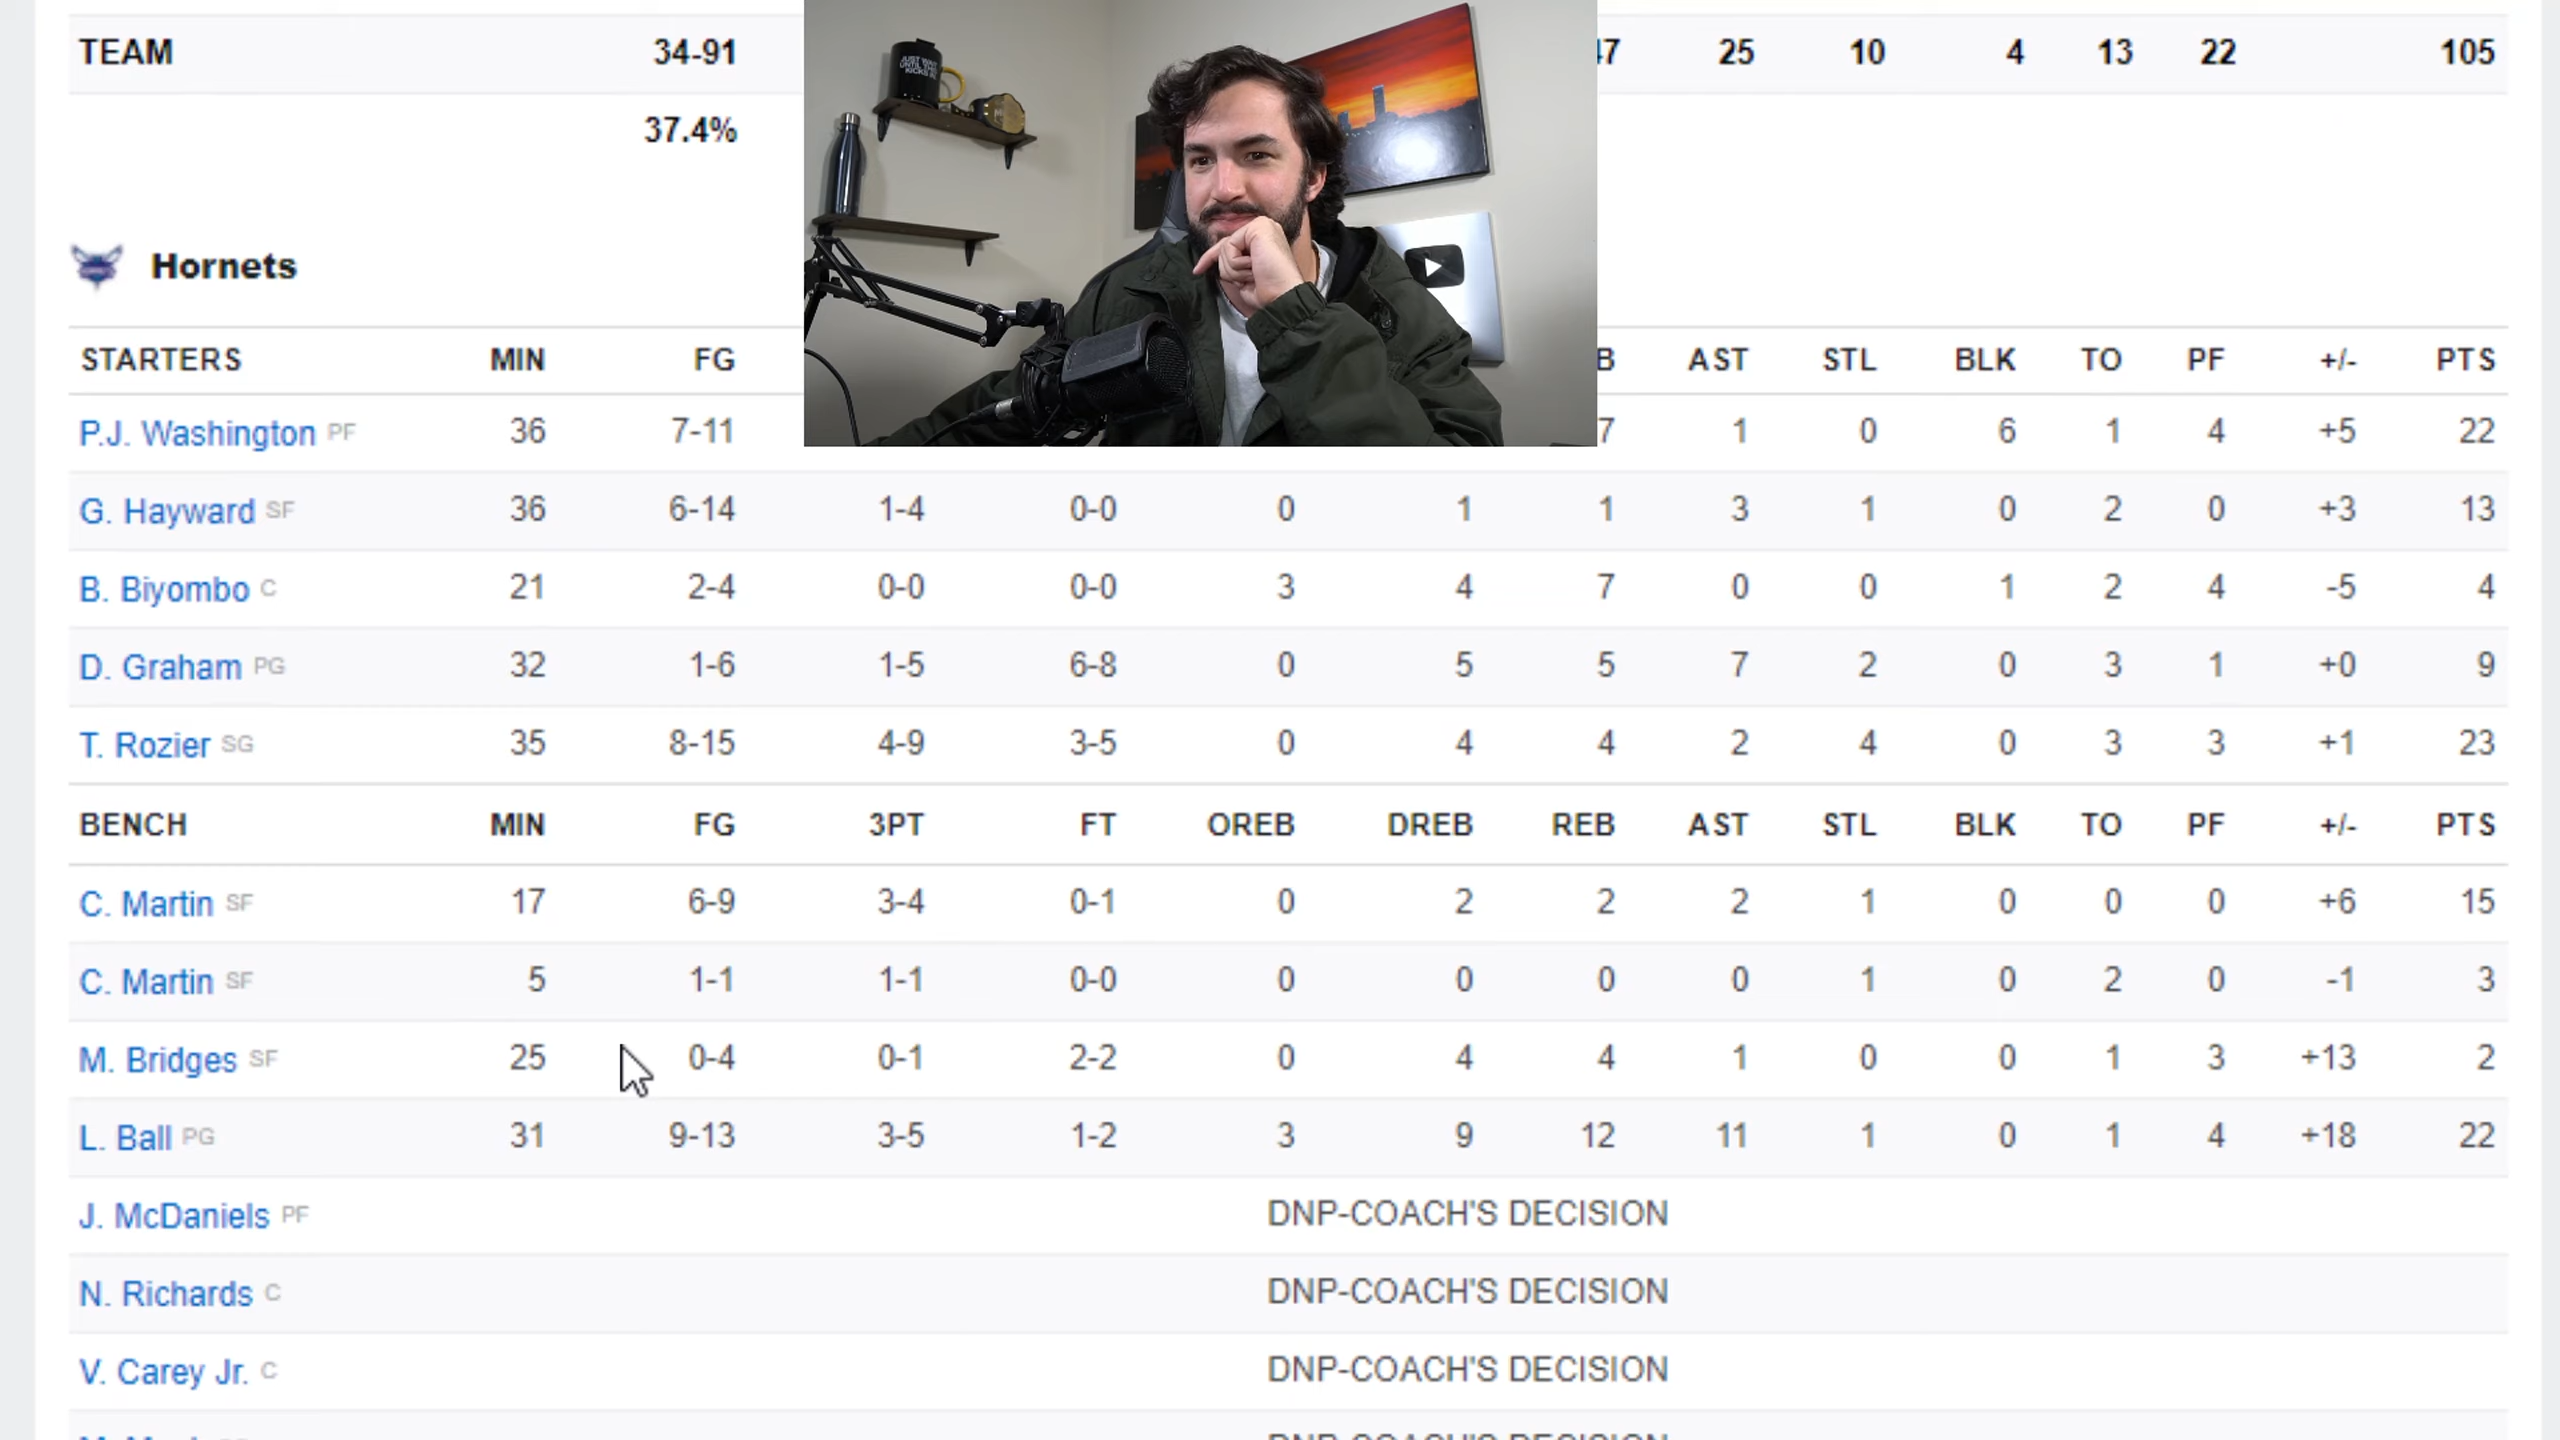 TEAM 34-91 47 25 10 4 13 22 105
37.4%
JUST WAIT
UNTIL THIS
KICKS IN
Hornets
STARTERS MIN FG B AST STL BLK TO PF +/- PTS
P.J. Washington PF 36 7-11 7 1 0 6 1 4 +5 22
G. Hayward SF 36 6-14 1-4 0-0 0 1 1 3 1 0 2 0 +3 13
B. Biyombo C 21 2-4 0-0 0-0 3 4 7 0 0 1 2 4 -5 4
D. Graham PG 32 1-6 1-5 6-8 0 5 5 7 2 0 3 1 +0 9
T. Rozier SG 35 8-15 4-9 3-5 0 4 4 2 4 0 3 3 +1 23
BENCH MIN FG 3PT FT OREB DREB REB AST STL BLK TO PF +/- PTS
C. Martin SF 17 6-9 3-4 0-1 0 2 2 2 1 0 0 0 +6 15
C. Martin SF 5 1-1 1-1 0-0 0 0 0 0 1 0 2 0 -1 3
M. Bridges SF 25 0-4 0-1 2-2 0 4 4 1 0 0 1 3 +13 2
L. Ball PG 31 9-13 3-5 1-2 3 9 12 11 1 0 1 4 +18 22
J. McDaniels PF DNP-COACH'S DECISION
N. Richards C DNP-COACH'S DECISION
V. Carey Jr. C DNP-COACH'S DECISION
DNP-COACH'S DECISION